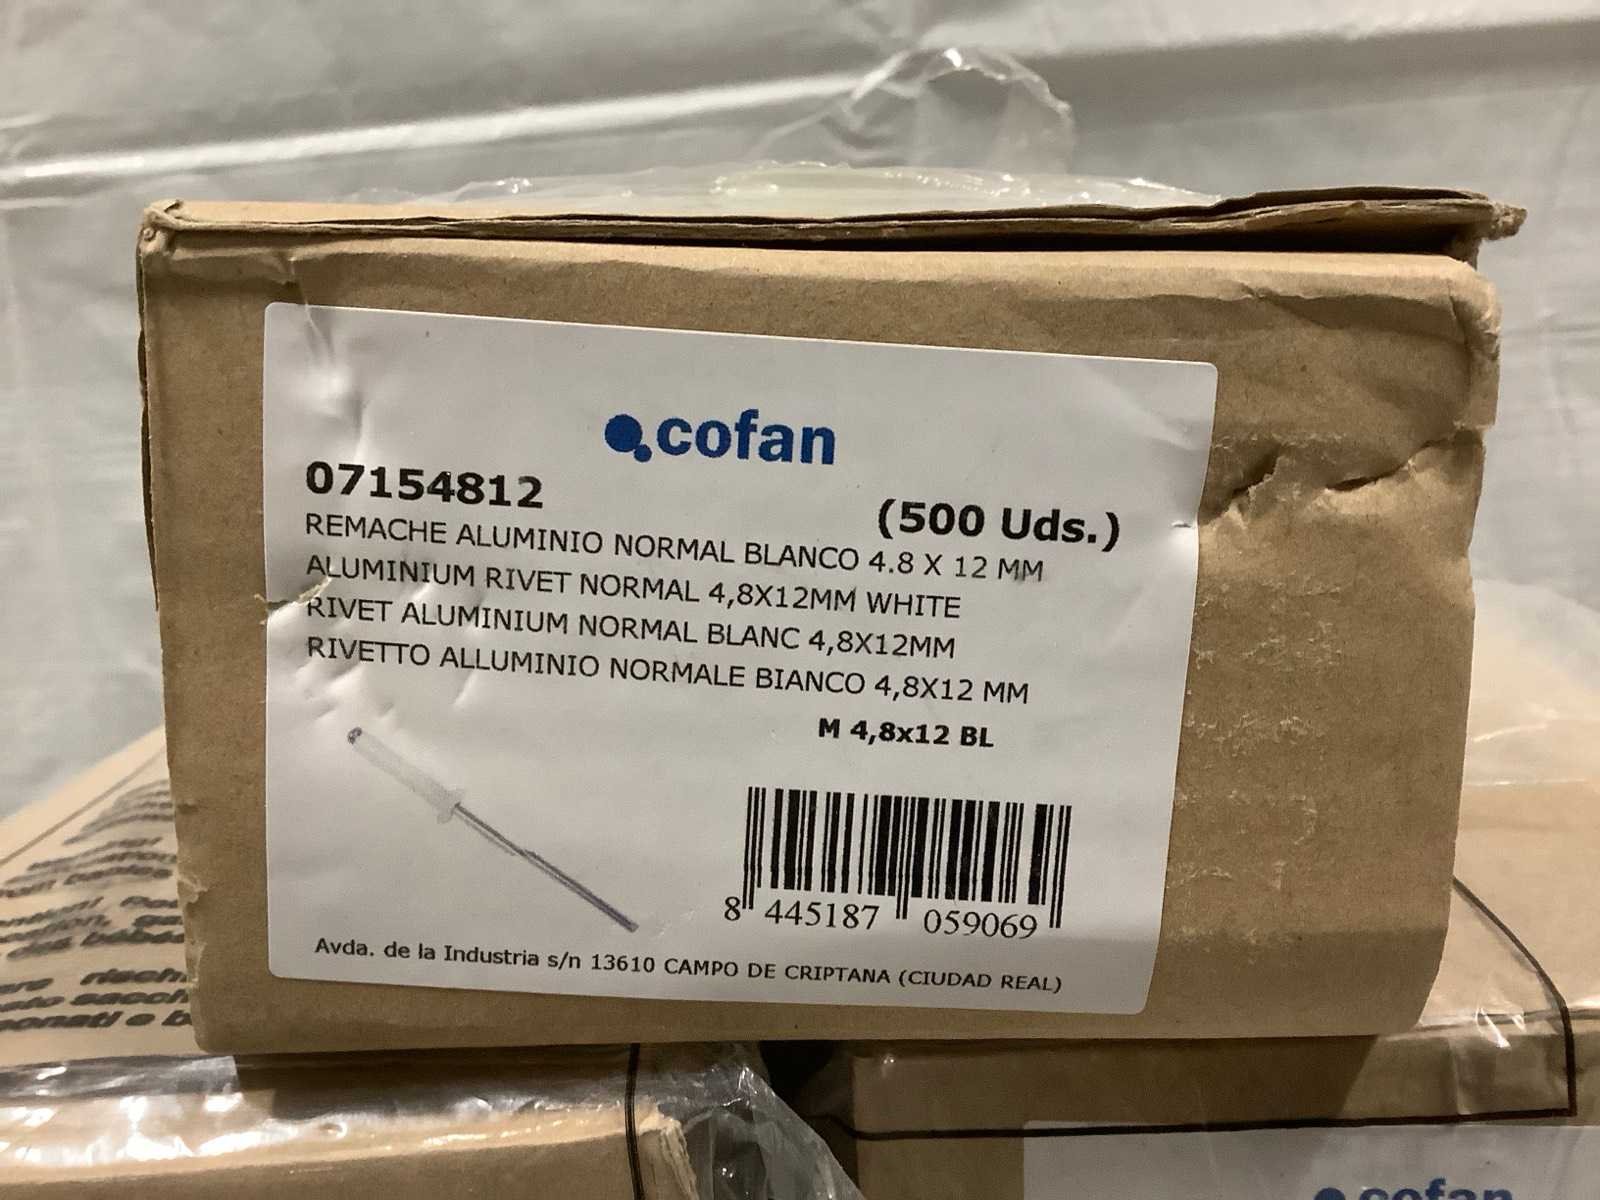 cofan
07154812
(500 Uds.)
REMACHE ALUMINIO NORMAL BLANCO 4.8 X 12 MM
ALUMINIUM RIVET NORMAL 4,8X12MM WHITE
RIVET ALUMINIUM NORMAL BLANC 4,8X12MM
RIVETTO ALLUMINIO NORMALE BIANCO 4,8X12 MM
M 4,8x12 BL
8 445187 059069
Avda. de la Industria s/n 13610 CAMPO DE CRIPTANA (CIUDAD REAL)
cofan